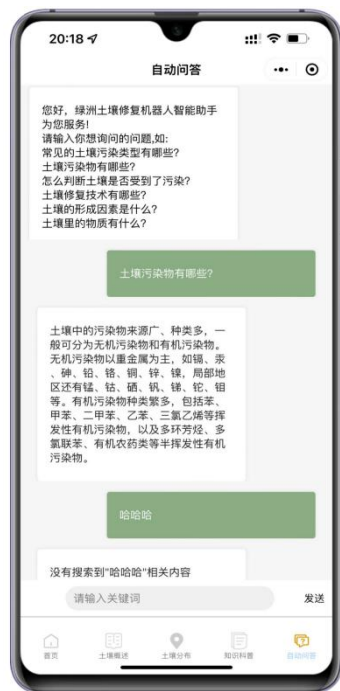 20:18
自动问答
您好，绿洲土壤修复机器人智能助手
为您服务!
请输入你想询问的问题,如:
常见的土壤污染类型有哪些?
土壤污染物有哪些?
怎么判断土壤是否受到了污染?
土壤修复技术有哪些?
土壤的形成因素是什么?
土壤里的物质有什么?
土壤污染物有哪些?
土壤中的污染物来源广、种类多，一
般可分为无机污染物和有机污染物。
无机污染物以重金属为主，如镉、汞
、砷、铅、铬、铜、锌、镍，局部地
区还有锰、钴、硒、钒、锑、铊、钼
等。有机污染物种类繁多，包括苯、
甲苯、二甲苯、乙苯、三氯乙烯等挥
发性有机污染物，以及多环芳烃、多
氯联苯、有机农药类等半挥发性有机
污染物。
哈哈哈
没有搜索到"哈哈哈"相关内容
请输入关键词 发送
首页 土壤概述 土壤分布 知识科普 自动问答